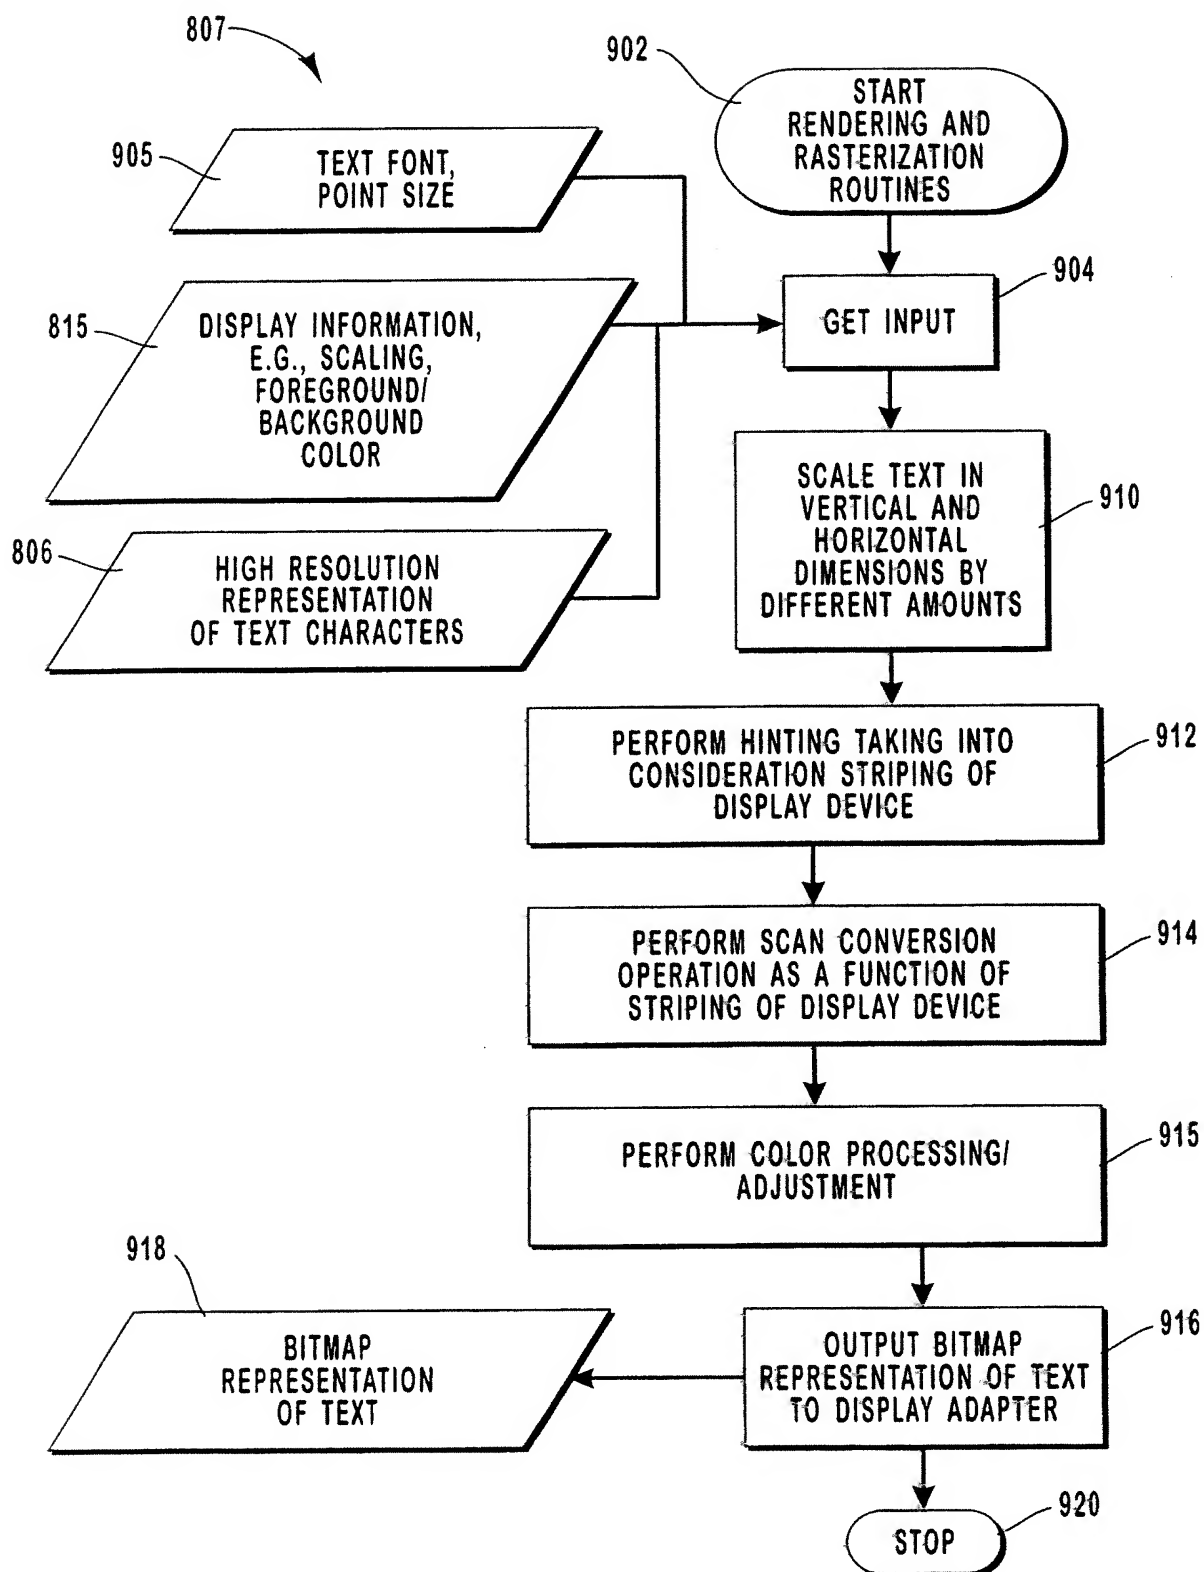 807
902
START
RENDERING AND
RASTERIZATION
ROUTINES
905
TEXT FONT,
POINT SIZE
904
GET INPUT
815
DISPLAY INFORMATION,
E.G., SCALING,
FOREGROUND/
BACKGROUND
COLOR
910
SCALE TEXT IN
VERTICAL AND
HORIZONTAL
DIMENSIONS BY
DIFFERENT AMOUNTS
806
HIGH RESOLUTION
REPRESENTATION
OF TEXT CHARACTERS
912
PERFORM HINTING TAKING INTO
CONSIDERATION STRIPING OF
DISPLAY DEVICE
914
PERFORM SCAN CONVERSION
OPERATION AS A FUNCTION OF
STRIPING OF DISPLAY DEVICE
915
PERFORM COLOR PROCESSING/
ADJUSTMENT
918
BITMAP
REPRESENTATION
OF TEXT
916
OUTPUT BITMAP
REPRESENTATION OF TEXT
TO DISPLAY ADAPTER
920
STOP